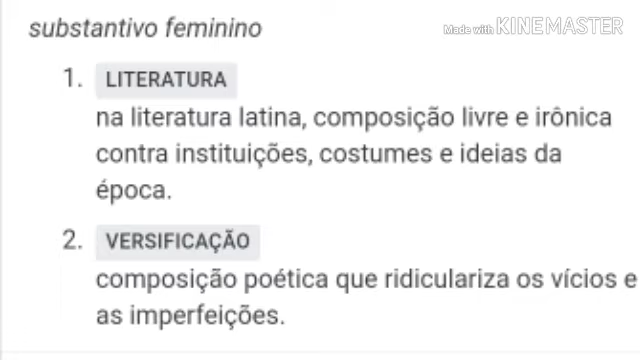 substantivo feminino
Made with KINEMASTER
1. LITERATURA
na literatura latina, composição livre e irônica
contra instituições, costumes e ideias da
época.
2. VERSIFICAÇÃO
composição poética que ridiculariza os vícios e
as imperfeições.